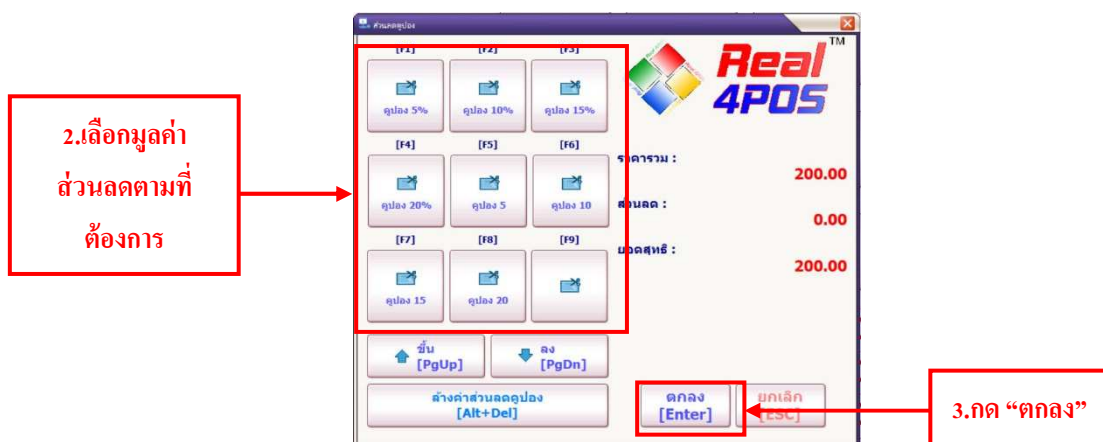 ส่วนลดคูปอง
[F1] [F2] [F3]
คูปอง 5% คูปอง 10% คูปอง 15%
[F4] [F5] [F6]
คูปอง 20% คูปอง 5 คูปอง 10
[F7] [F8] [F9]
คูปอง 15 คูปอง 20
ขึ้น
[PgUp]
ลง
[PgDn]
ล้างค่าส่วนลดคูปอง
[Alt+Del]
Real TM
4POS
ราคารวม :
200.00
ส่วนลด :
0.00
ยอดสุทธิ :
200.00
ตกลง
[Enter]
ยกเลิก
[ESC]
2.เลือกมูลค่า
ส่วนลดตามที่
ต้องการ
3.กด “ตกลง”